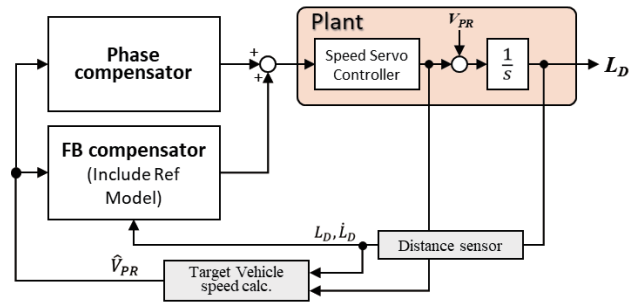 Plant
V_PR
Phase
compensator
+
+
Speed Servo
Controller
1
s
L_D
FB compensator
(Include Ref
Model)
L_D, L̇_D
Distance sensor
V̂_PR
Target Vehicle
speed calc.